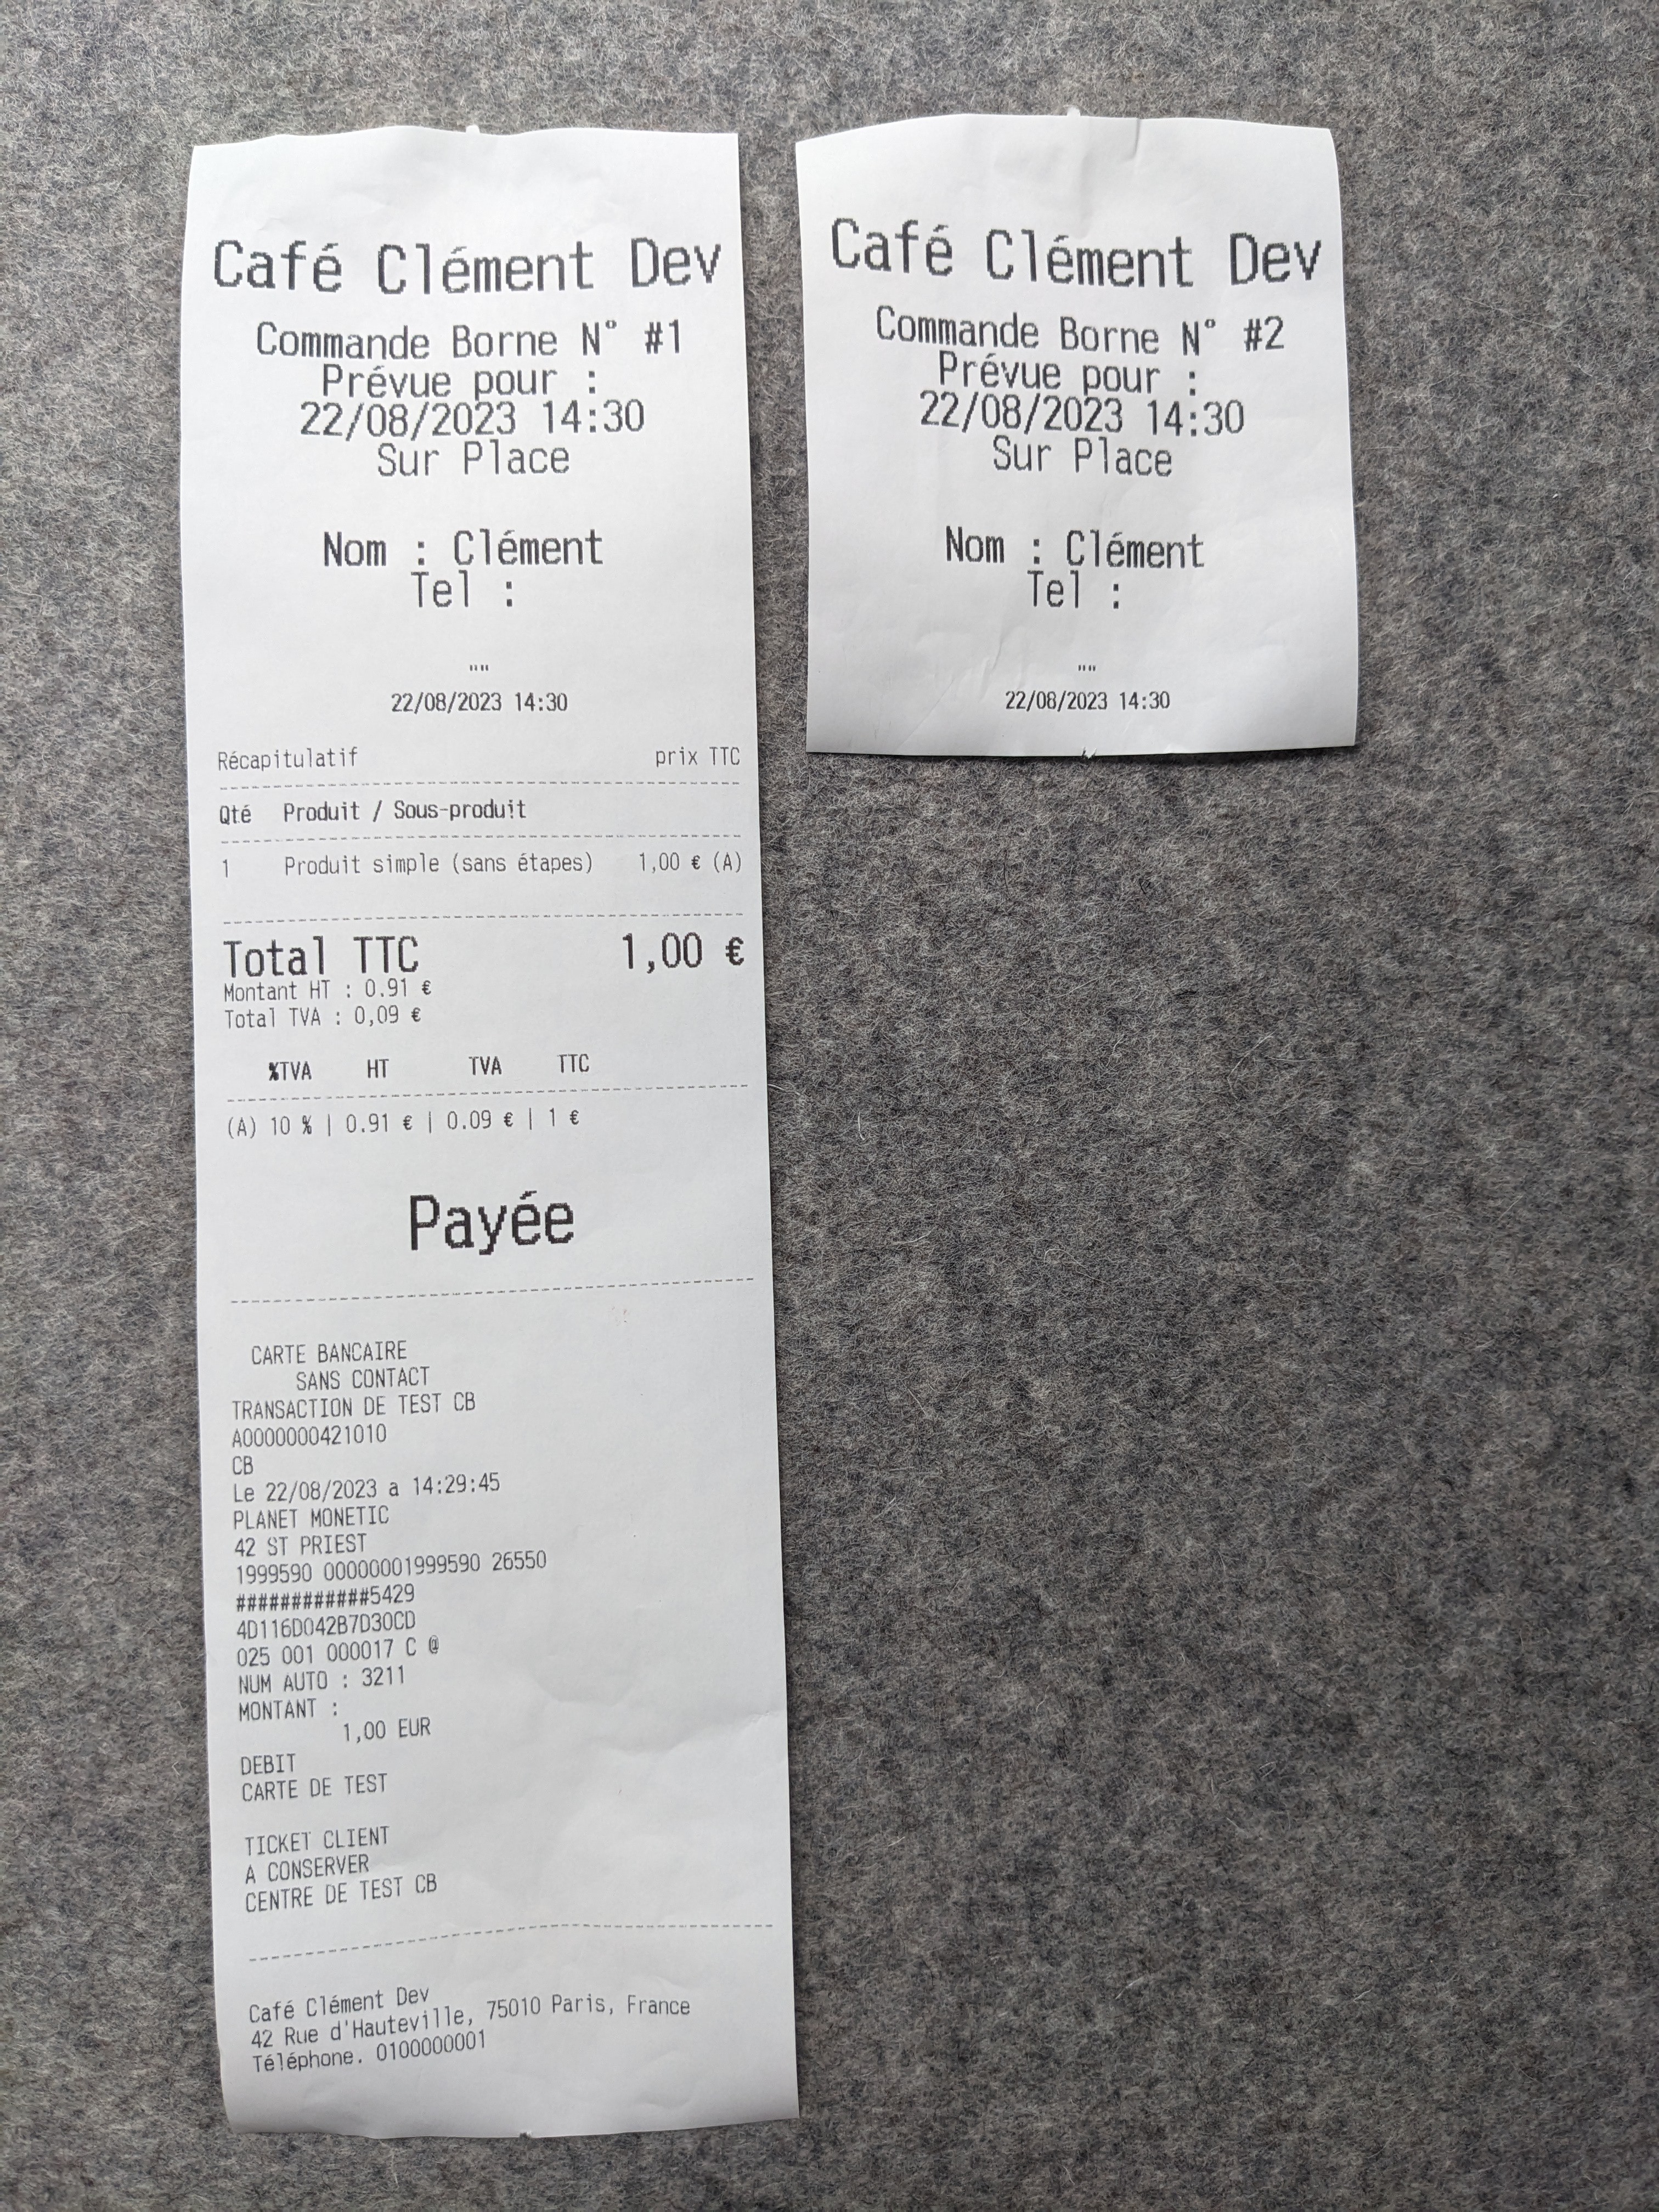 Café Clément Dev
Commande Borne N° #1
Prévue pour :
22/08/2023 14:30
Sur Place
Nom : Clément
Tel :
""
22/08/2023 14:30
Récapitulatif prix TTC
Qté Produit / Sous-produit
1 Produit simple (sans étapes) 1,00 € (A)
Total TTC 1,00 €
Montant HT : 0.91 €
Total TVA : 0,09 €
%TVA HT TVA TTC
(A) 10 % | 0.91 € | 0.09 € | 1 €
Payée
CARTE BANCAIRE
SANS CONTACT
TRANSACTION DE TEST CB
A0000000421010
CB
Le 22/08/2023 a 14:29:45
PLANET MONETIC
42 ST PRIEST
1999590 00000001999590 26550
############5429
4D116D042B7D30CD
025 001 000017 C @
NUM AUTO : 3211
MONTANT :
1,00 EUR
DEBIT
CARTE DE TEST
TICKET CLIENT
A CONSERVER
CENTRE DE TEST CB
Café Clément Dev
42 Rue d'Hauteville, 75010 Paris, France
Téléphone. 0100000001
Café Clément Dev
Commande Borne N° #2
Prévue pour :
22/08/2023 14:30
Sur Place
Nom : Clément
Tel :
""
22/08/2023 14:30